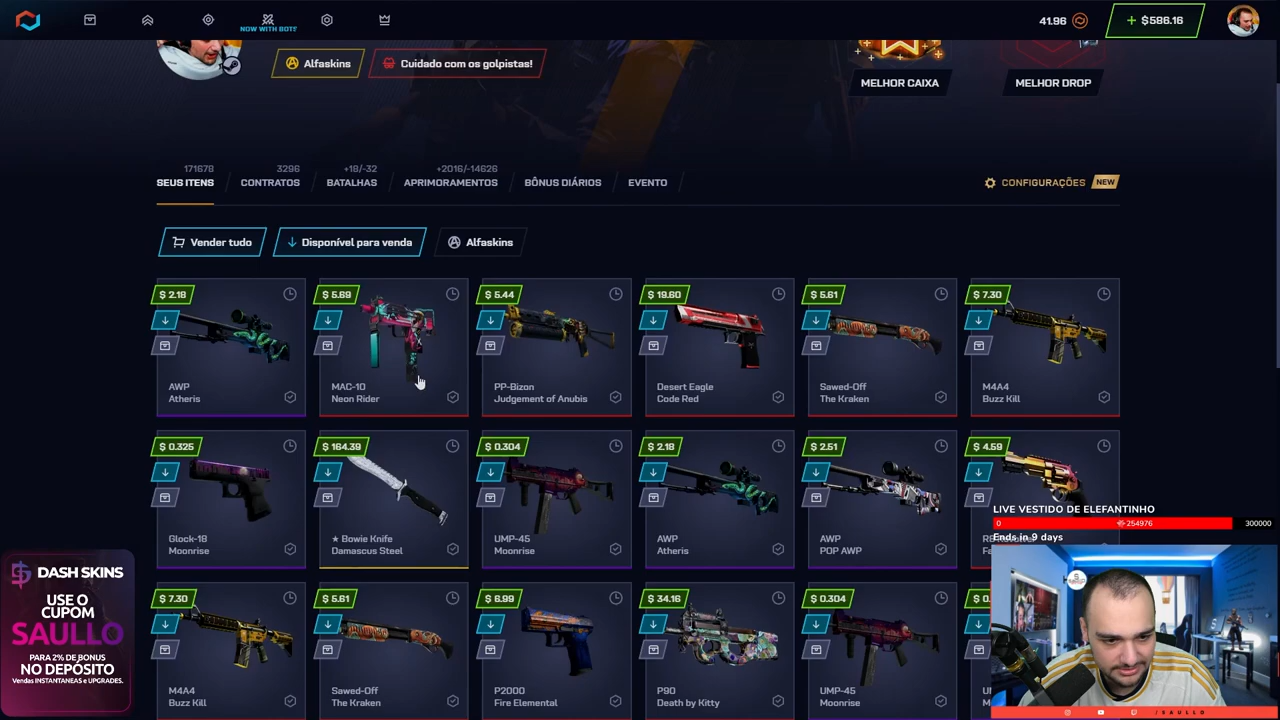 NOW WITH BOTS
41.96
+ $586.16
Alfaskins
Cuidado com os golpistas!
MELHOR CAIXA
MELHOR DROP
171678
3296
+18/-32
+2016/-14626
SEUS ITENS
CONTRATOS
BATALHAS
APRIMORAMENTOS
BÔNUS DIÁRIOS
EVENTO
CONFIGURAÇÕES
NEW
Vender tudo
Disponível para venda
Alfaskins
$ 2.18
$ 5.69
$ 5.44
$ 19.60
$ 5.61
$ 7.30
AWP
Atheris
MAC-10
Neon Rider
PP-Bizon
Judgement of Anubis
Desert Eagle
Code Red
Sawed-Off
The Kraken
M4A4
Buzz Kill
$ 0.325
$ 164.39
$ 0.304
$ 2.18
$ 2.51
$ 4.59
Glock-18
Moonrise
★ Bowie Knife
Damascus Steel
UMP-45
Moonrise
AWP
Atheris
AWP
POP AWP
$ 7.30
$ 5.61
$ 6.99
$ 34.16
$ 0.304
M4A4
Buzz Kill
Sawed-Off
The Kraken
P2000
Fire Elemental
P90
Death by Kitty
UMP-45
Moonrise
LIVE VESTIDO DE ELEFANTINHO
0
254976
300000
Ends in 9 days
/SAULLO
DASH SKINS
USE O
CUPOM
SAULLO
PARA 2% DE BONUS
NO DEPÓSITO
Vendas INSTANTANEAS e UPGRADES.